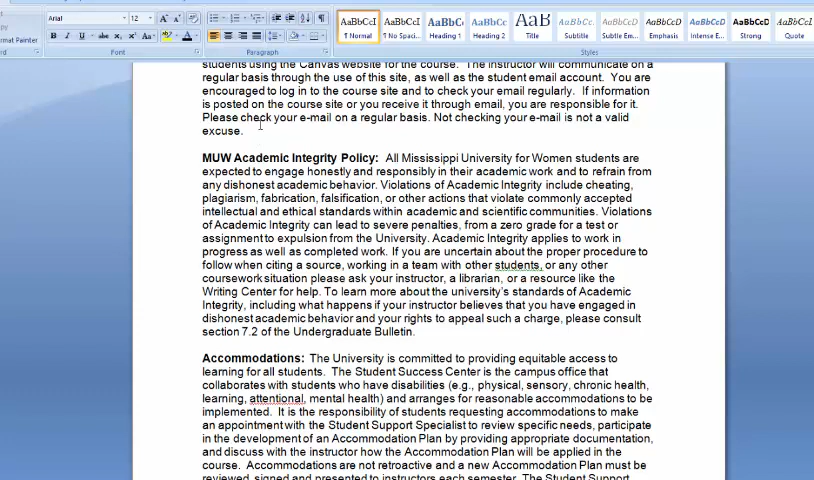 Arial 12
AaBbCcI AaBbCcI AaBbC AaBbCc AaB AaBbCc. AaBbCcD AaBbCcD AaBbCcD AaBbCcD AaBbCcD
¶ Normal ¶ No Spaci... Heading 1 Heading 2 Title Subtitle Subtle Em... Emphasis Intense E... Strong Quote
rmat Painter
Font Paragraph Styles
students using the Canvas website for the course. The instructor will communicate on a
regular basis through the use of this site, as well as the student email account. You are
encouraged to log in to the course site and to check your email regularly. If information
is posted on the course site or you receive it through email, you are responsible for it.
Please check your e-mail on a regular basis. Not checking your e-mail is not a valid
excuse.
MUW Academic Integrity Policy: All Mississippi University for Women students are
expected to engage honestly and responsibly in their academic work and to refrain from
any dishonest academic behavior. Violations of Academic Integrity include cheating,
plagiarism, fabrication, falsification, or other actions that violate commonly accepted
intellectual and ethical standards within academic and scientific communities. Violations
of Academic Integrity can lead to severe penalties, from a zero grade for a test or
assignment to expulsion from the University. Academic Integrity applies to work in
progress as well as completed work. If you are uncertain about the proper procedure to
follow when citing a source, working in a team with other students, or any other
coursework situation please ask your instructor, a librarian, or a resource like the
Writing Center for help. To learn more about the university's standards of Academic
Integrity, including what happens if your instructor believes that you have engaged in
dishonest academic behavior and your rights to appeal such a charge, please consult
section 7.2 of the Undergraduate Bulletin.
Accommodations: The University is committed to providing equitable access to
learning for all students. The Student Success Center is the campus office that
collaborates with students who have disabilities (e.g., physical, sensory, chronic health,
learning, attentional, mental health) and arranges for reasonable accommodations to be
implemented. It is the responsibility of students requesting accommodations to make
an appointment with the Student Support Specialist to review specific needs, participate
in the development of an Accommodation Plan by providing appropriate documentation,
and discuss with the instructor how the Accommodation Plan will be applied in the
course. Accommodations are not retroactive and a new Accommodation Plan must be
reviewed, signed and presented to instructors each semester. The Student Support